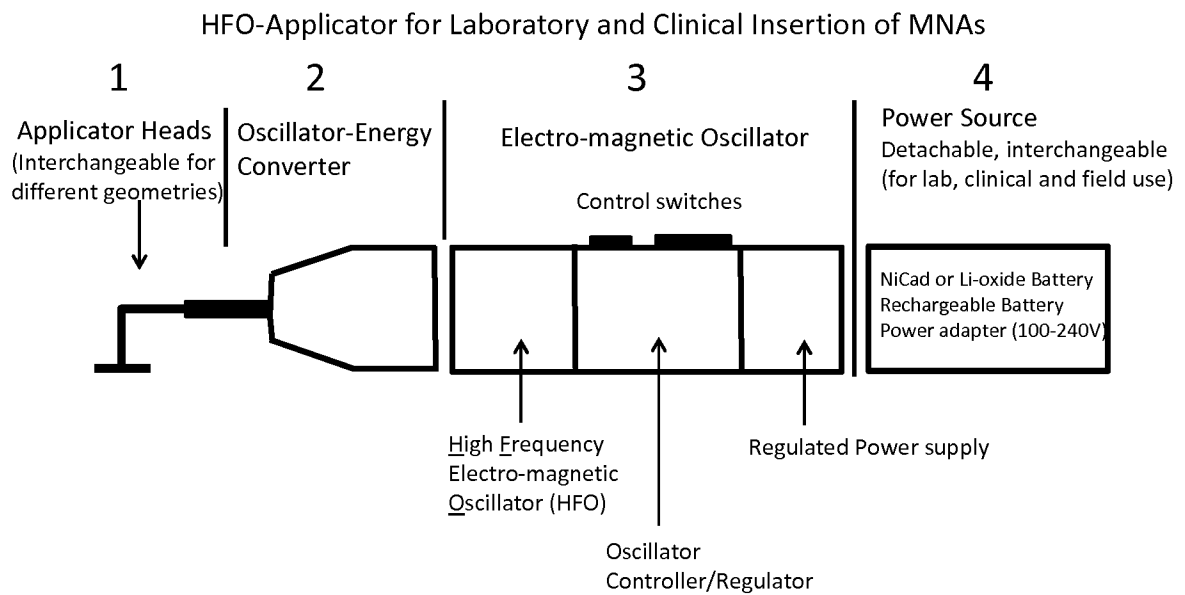 HFO-Applicator for Laboratory and Clinical Insertion of MNAs
1
2
3
4
Applicator Heads
(Interchangeable for
different geometries)
Oscillator-Energy
Converter
Electro-magnetic Oscillator
Power Source
Detachable, interchangeable
(for lab, clinical and field use)
Control switches
NiCad or Li-oxide Battery
Rechargeable Battery
Power adapter (100-240V)
High Frequency
Electro-magnetic
Oscillator (HFO)
Regulated Power supply
Oscillator
Controller/Regulator